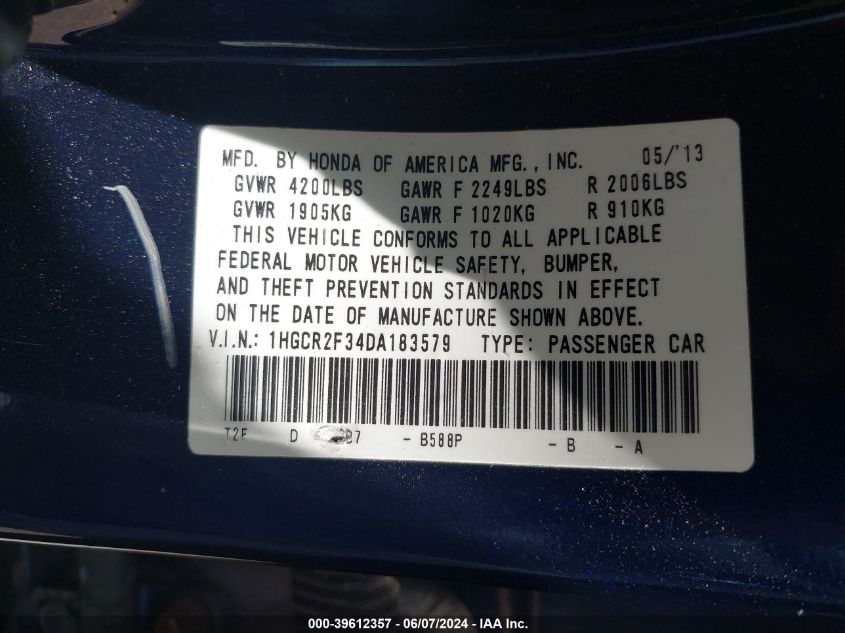 MFD. BY HONDA OF AMERICA MFG., INC. 05/'13
GVWR 4200LBS GAWR F 2249LBS R 2006LBS
GVWR 1905KG GAWR F 1020KG R 910KG
THIS VEHICLE CONFORMS TO ALL APPLICABLE
FEDERAL MOTOR VEHICLE SAFETY, BUMPER,
AND THEFT PREVENTION STANDARDS IN EFFECT
ON THE DATE OF MANUFACTURE SHOWN ABOVE.
V.I.N.: 1HGCR2F34DA183579 TYPE: PASSENGER CAR
D - B588P - B - A
000-39612357 - 06/07/2024 - IAA Inc.